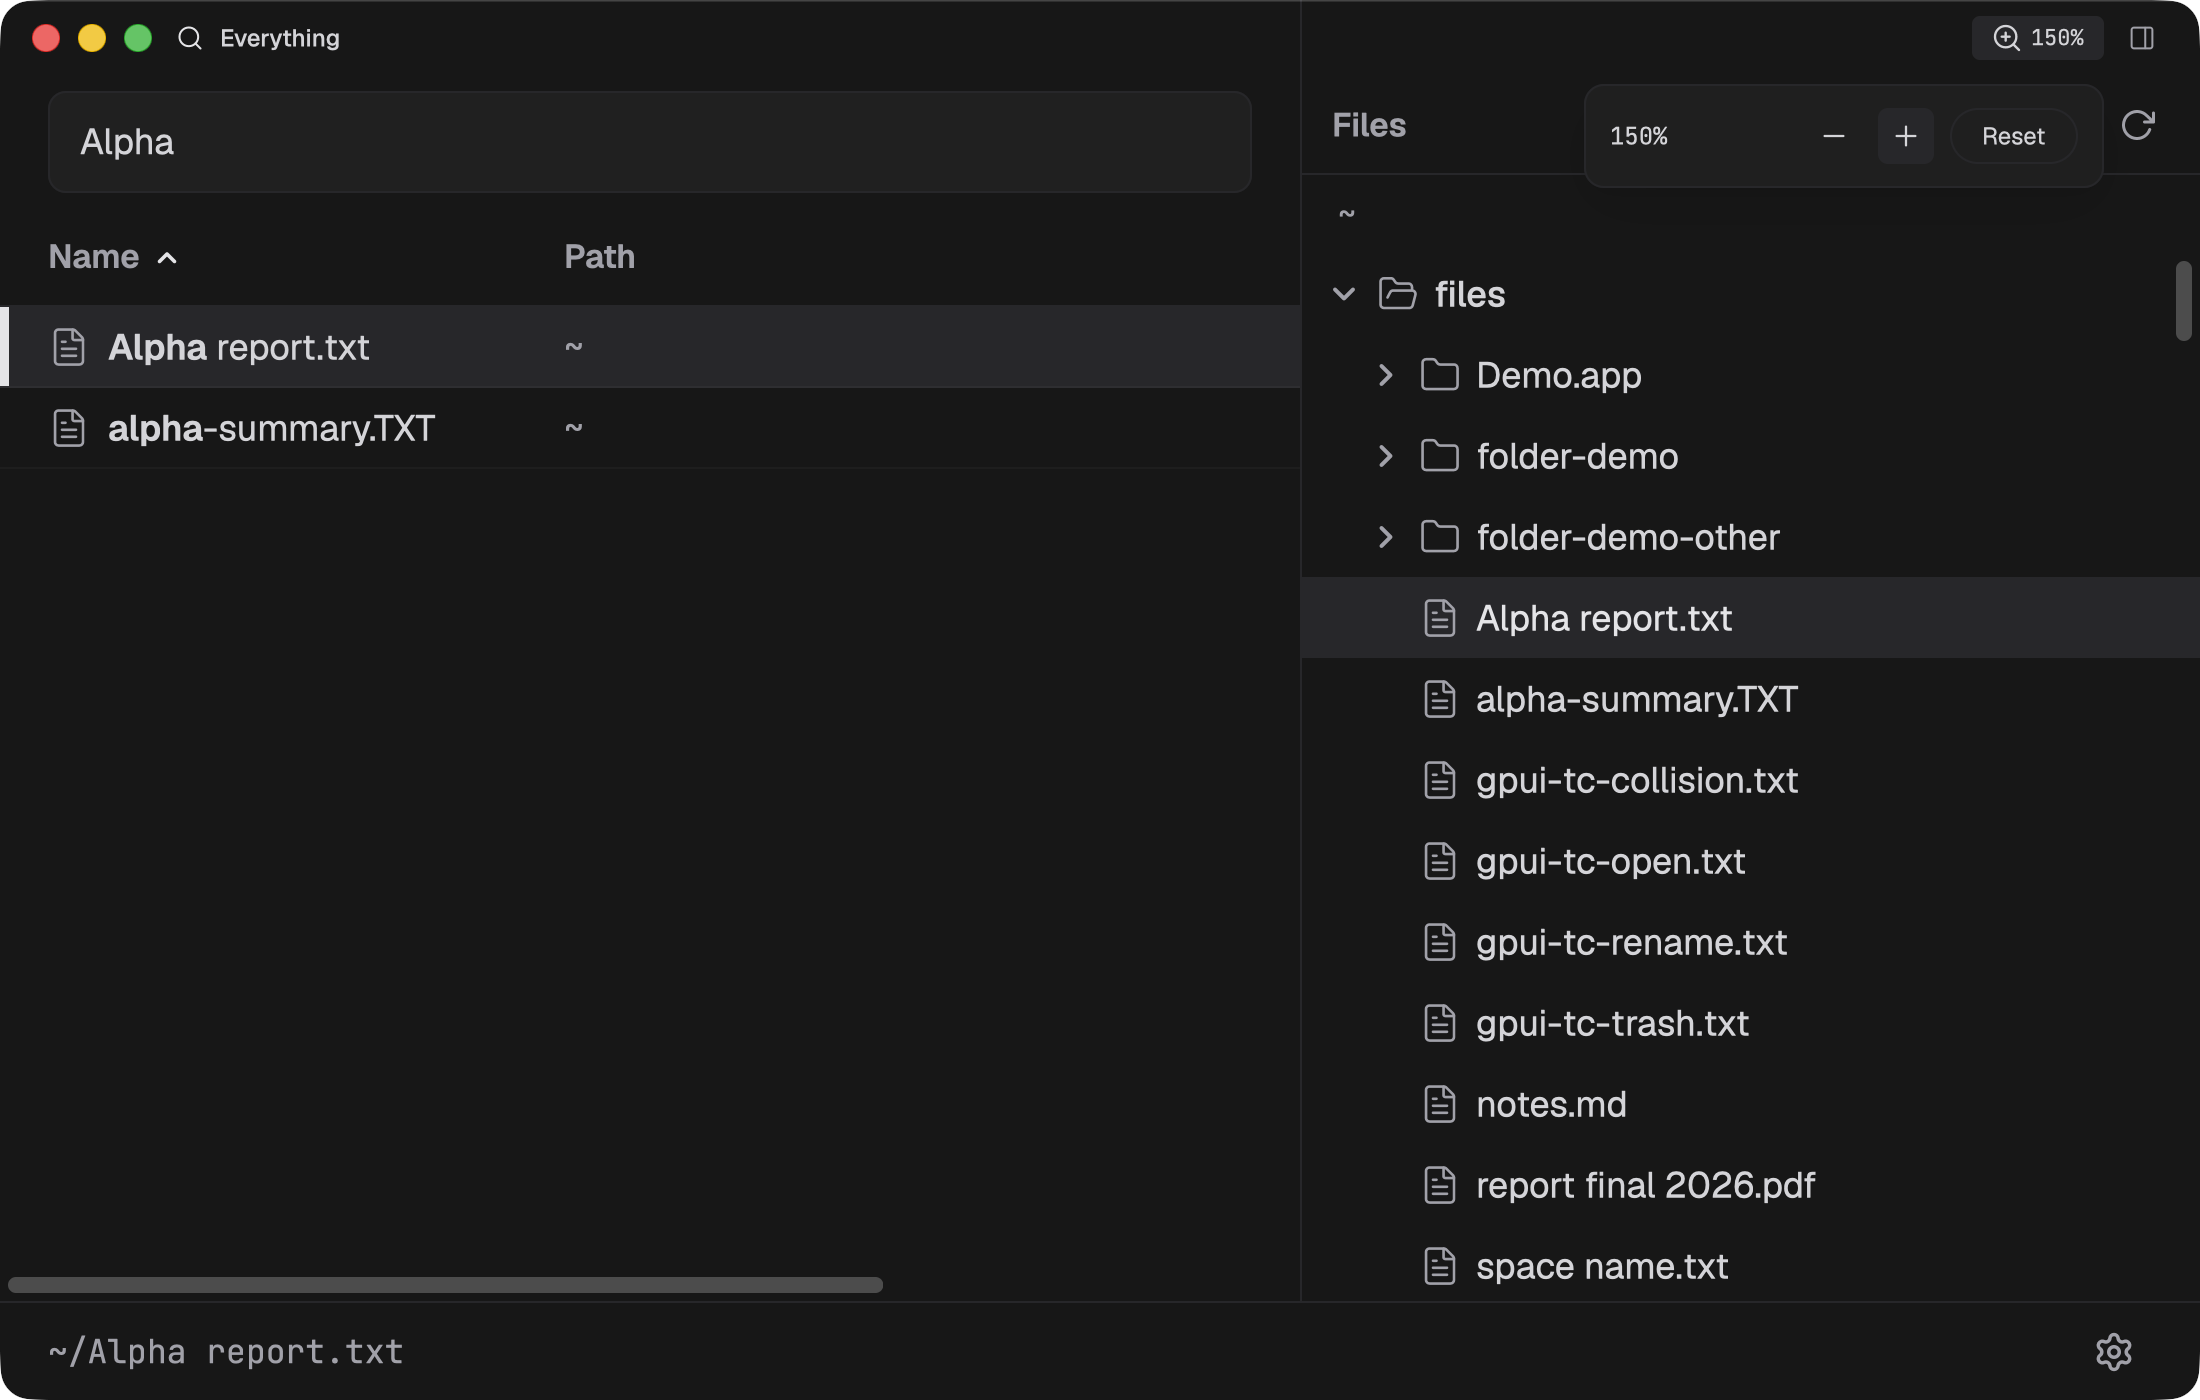 Everything
150%
Alpha
Files
150%
Reset
Name
Path
~
Alpha report.txt
~
alpha-summary.TXT
~
files
Demo.app
folder-demo
folder-demo-other
Alpha report.txt
alpha-summary.TXT
gpui-tc-collision.txt
gpui-tc-open.txt
gpui-tc-rename.txt
gpui-tc-trash.txt
notes.md
report final 2026.pdf
space name.txt
~/Alpha report.txt